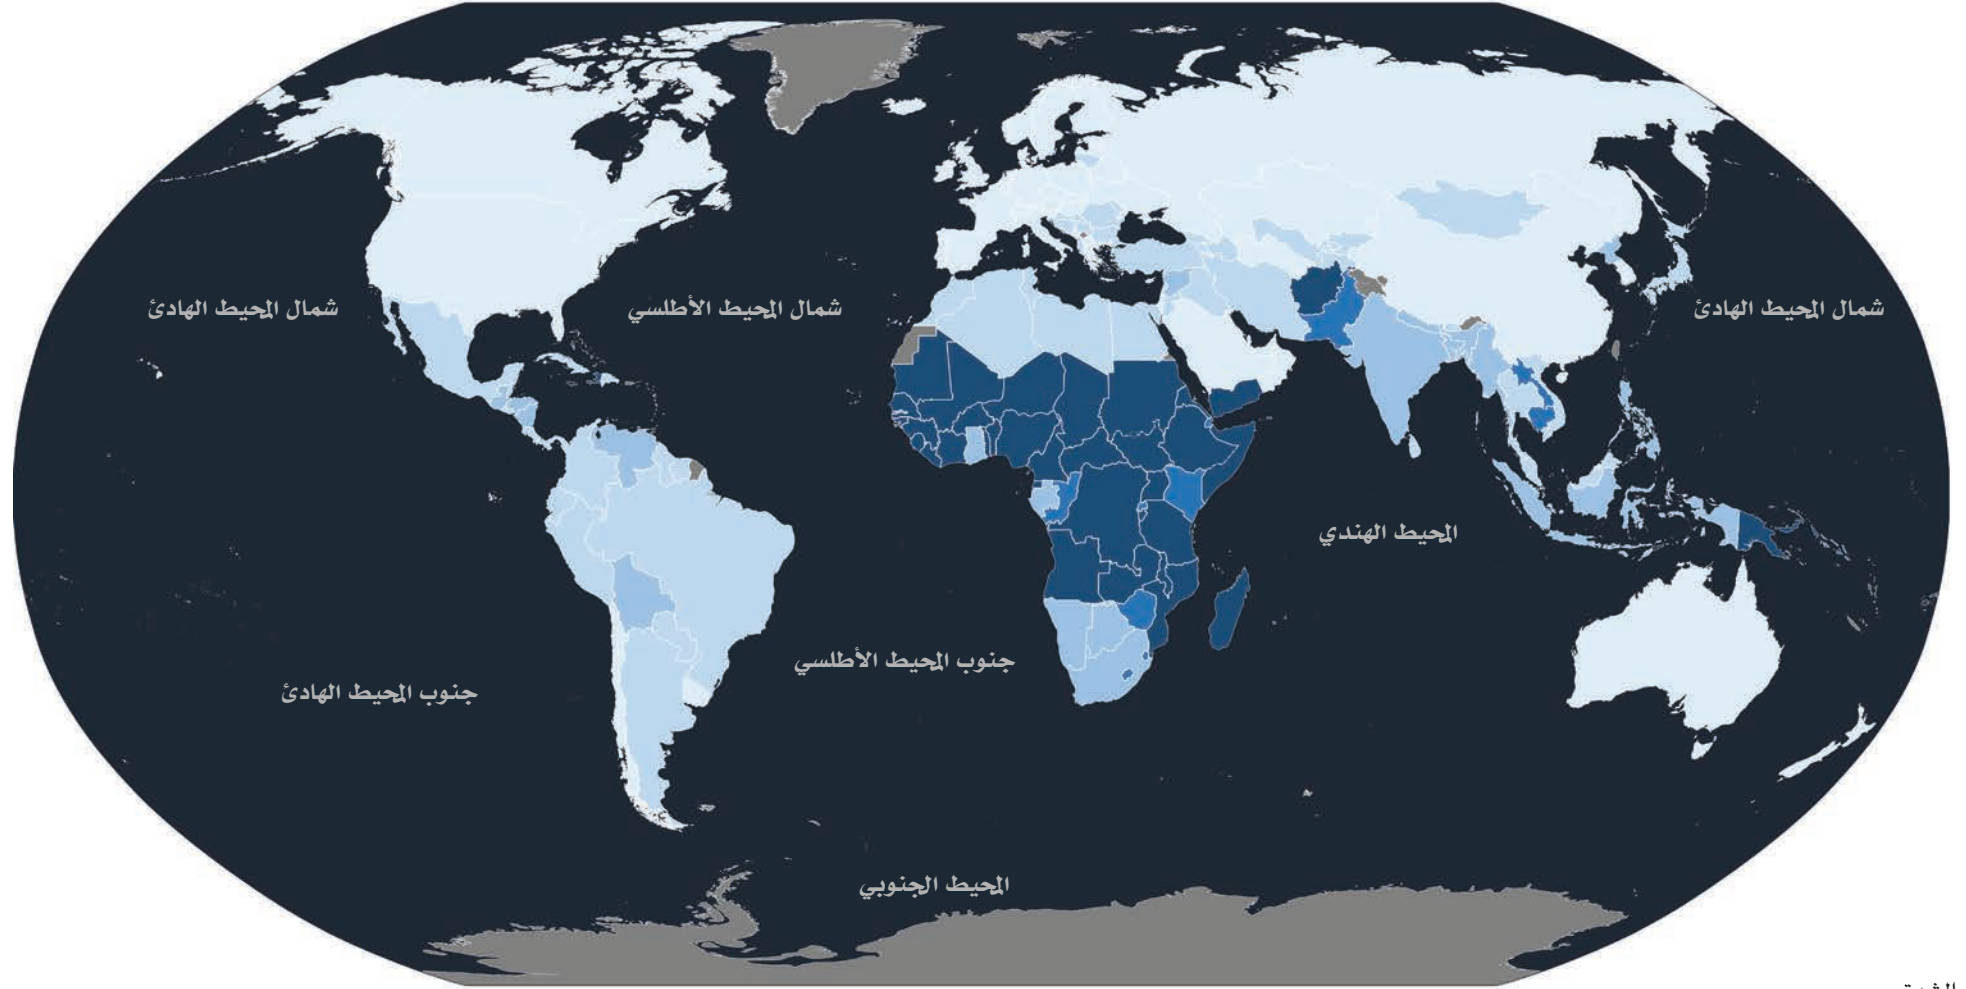 شمال المحيط الهادئ
شمال المحيط الأطلسي
شمال المحيط الهادئ
المحيط الهندي
جنوب المحيط الأطلسي
جنوب المحيط الهادئ
المحيط الجنوبي